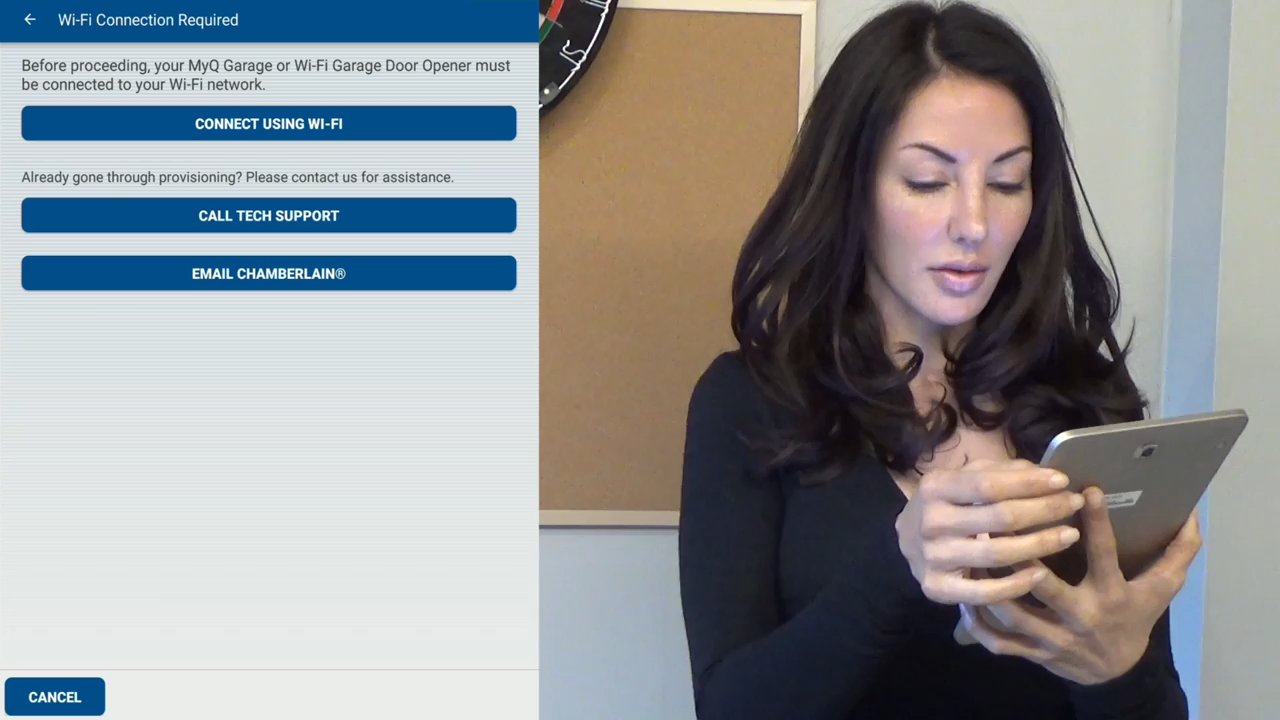 Wi-Fi Connection Required
Before proceeding, your MyQ Garage or Wi-Fi Garage Door Opener must
be connected to your Wi-Fi network.
CONNECT USING WI-FI
Already gone through provisioning? Please contact us for assistance.
CALL TECH SUPPORT
EMAIL CHAMBERLAIN®
CANCEL